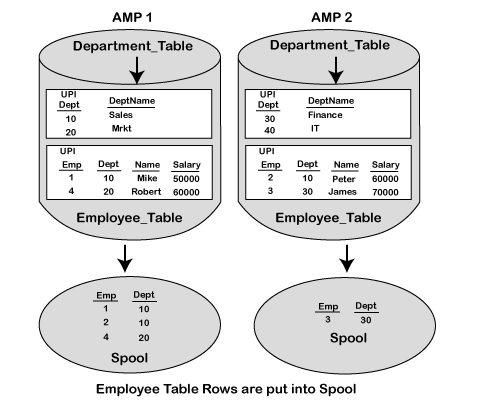 AMP 1
Department_Table
UPI
Dept DeptName
10 Sales
20 Mrkt
UPI
Emp Dept Name Salary
1 10 Mike 50000
4 20 Robert 60000
Employee_Table
Emp Dept
1 10
2 10
4 20
Spool
AMP 2
Department_Table
UPI
Dept DeptName
30 Finance
40 IT
UPI
Emp Dept Name Salary
2 10 Peter 60000
3 30 James 70000
Employee_Table
Emp Dept
3 30
Spool
Employee Table Rows are put into Spool